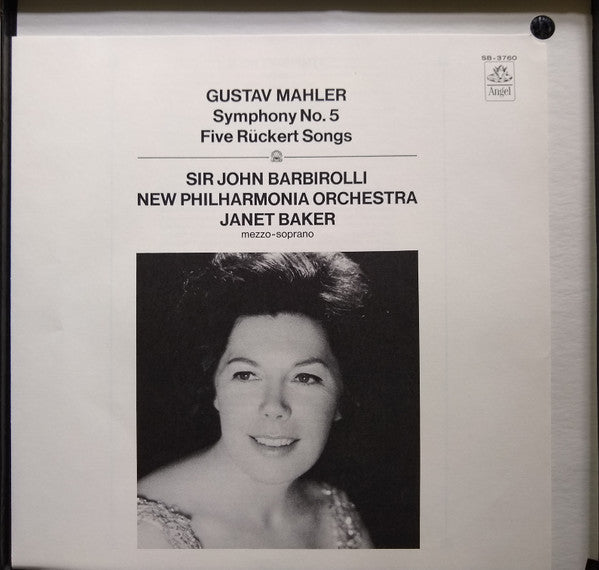 SB-3760
Angel
GUSTAV MAHLER
Symphony No. 5
Five Rückert Songs
SIR JOHN BARBIROLLI
NEW PHILHARMONIA ORCHESTRA
JANET BAKER
mezzo-soprano